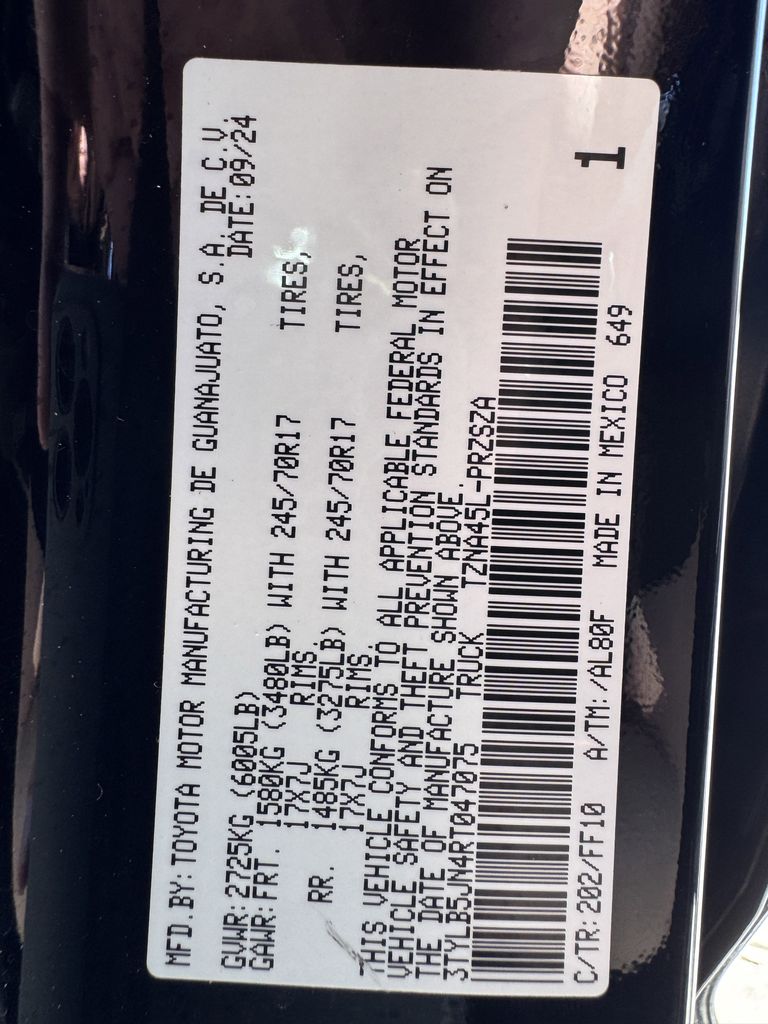 MFD.BY:TOYOTA MOTOR MANUFACTURING DE GUANAJUATO, S.A. DE C.V.
DATE:09/24
GVWR:2725KG (6005LB)
GAWR:FRT. 1580KG (3480LB) WITH 245/70R17 TIRES,
17X7J RIMS
RR. 1485KG (3275LB) WITH 245/70R17 TIRES,
17X7J RIMS.
THIS VEHICLE CONFORMS TO ALL APPLICABLE FEDERAL MOTOR
VEHICLE SAFETY AND THEFT PREVENTION STANDARDS IN EFFECT ON
THE DATE OF MANUFACTURE SHOWN ABOVE.
3TYLB5JN4RT047075 TRUCK TZNA45L-PRZSZA
C/TR:202/FF10 A/TM:/AL80F MADE IN MEXICO 649
1